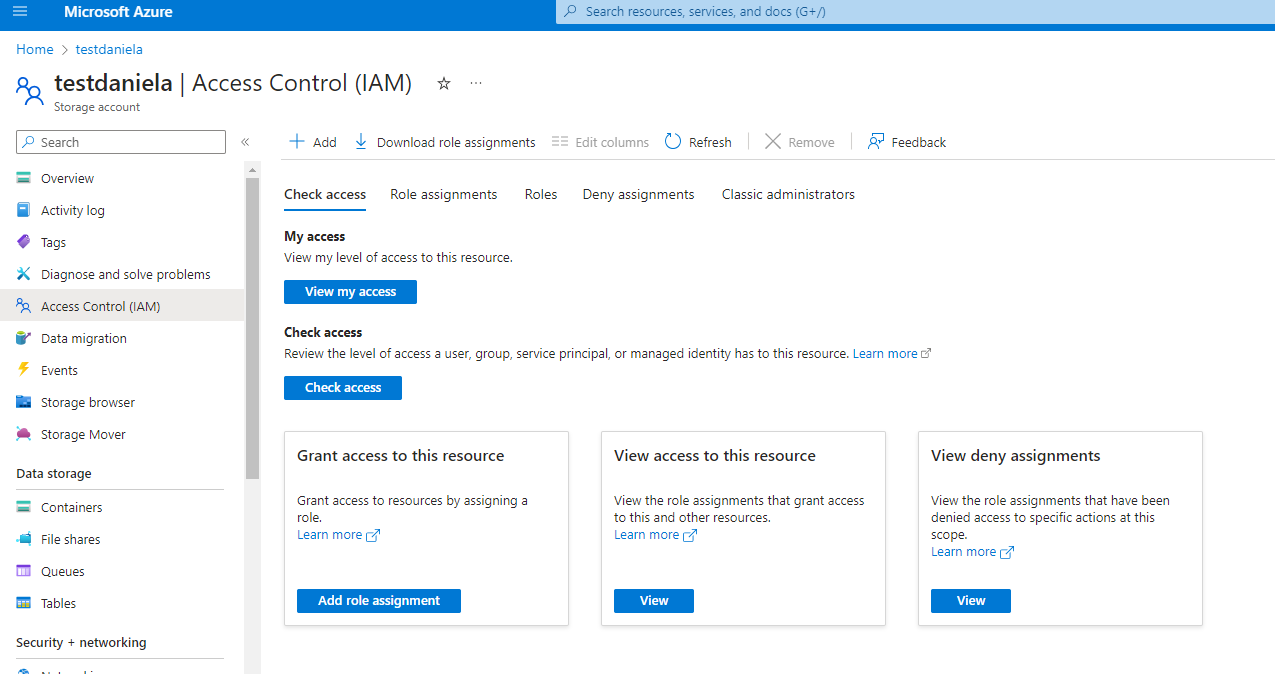 Microsoft Azure
Search resources, services, and docs (G+/)
Home > testdaniela
testdaniela | Access Control (IAM)
Storage account
Search
Add
Download role assignments
Edit columns
Refresh
Remove
Feedback
Overview
Activity log
Tags
Diagnose and solve problems
Access Control (IAM)
Data migration
Events
Storage browser
Storage Mover
Data storage
Containers
File shares
Queues
Tables
Security + networking
Check access
Role assignments
Roles
Deny assignments
Classic administrators
My access
View my level of access to this resource.
View my access
Check access
Review the level of access a user, group, service principal, or managed identity has to this resource. Learn more
Check access
Grant access to this resource
Grant access to resources by assigning a
role.
Learn more
Add role assignment
View access to this resource
View the role assignments that grant access
to this and other resources.
Learn more
View
View deny assignments
View the role assignments that have been
denied access to specific actions at this
scope.
Learn more
View